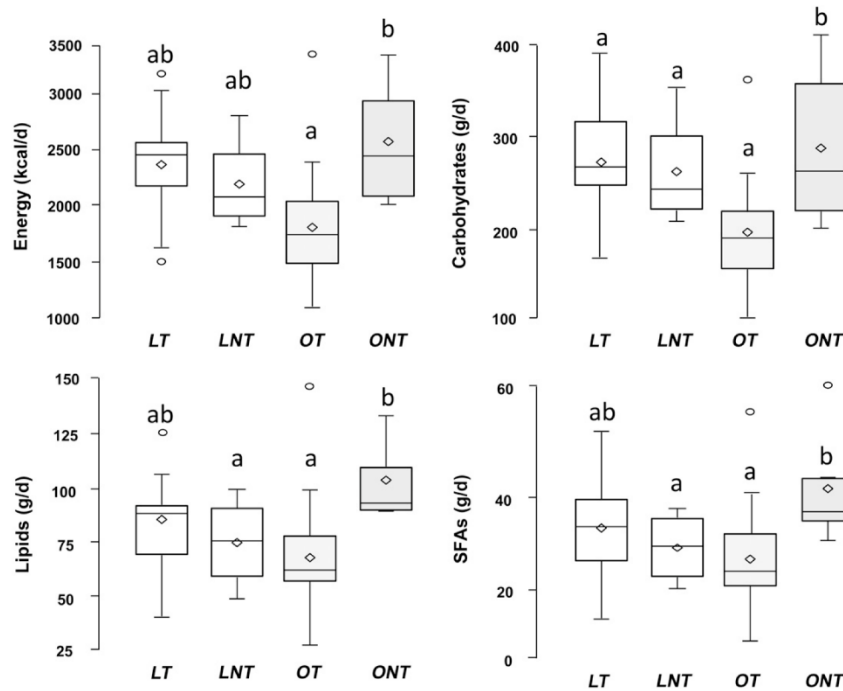 3500
3000
2500
2000
1500
1000
Energy (kcal/d)
ab
ab
a
b
LT
LNT
OT
ONT
400
300
200
100
Carbohydrates (g/d)
a
a
a
b
LT
LNT
OT
ONT
150
125
100
75
50
25
Lipids (g/d)
ab
a
a
b
LT
LNT
OT
ONT
60
40
20
0
SFAs (g/d)
ab
a
a
b
LT
LNT
OT
ONT